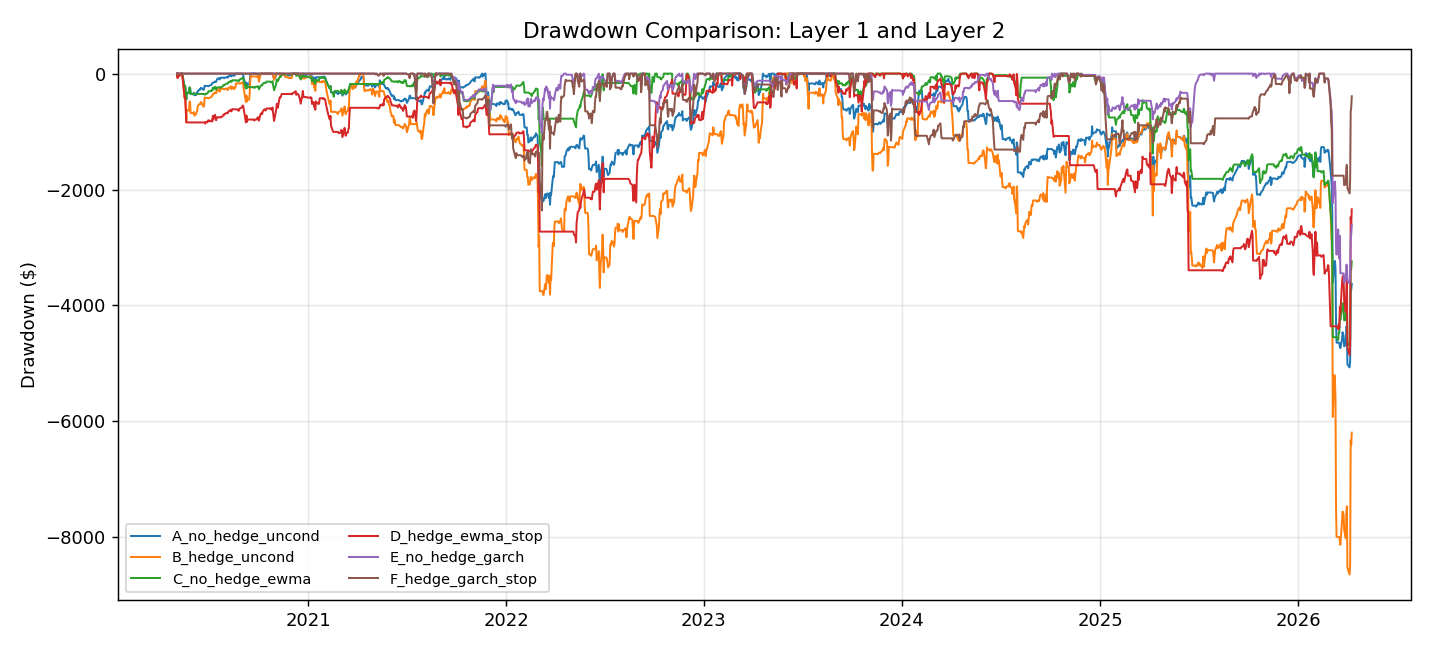 Drawdown Comparison: Layer 1 and Layer 2
Drawdown ($)
0
−2000
−4000
−6000
−8000
2021
2022
2023
2024
2025
2026
A_no_hedge_uncond
B_hedge_uncond
C_no_hedge_ewma
D_hedge_ewma_stop
E_no_hedge_garch
F_hedge_garch_stop